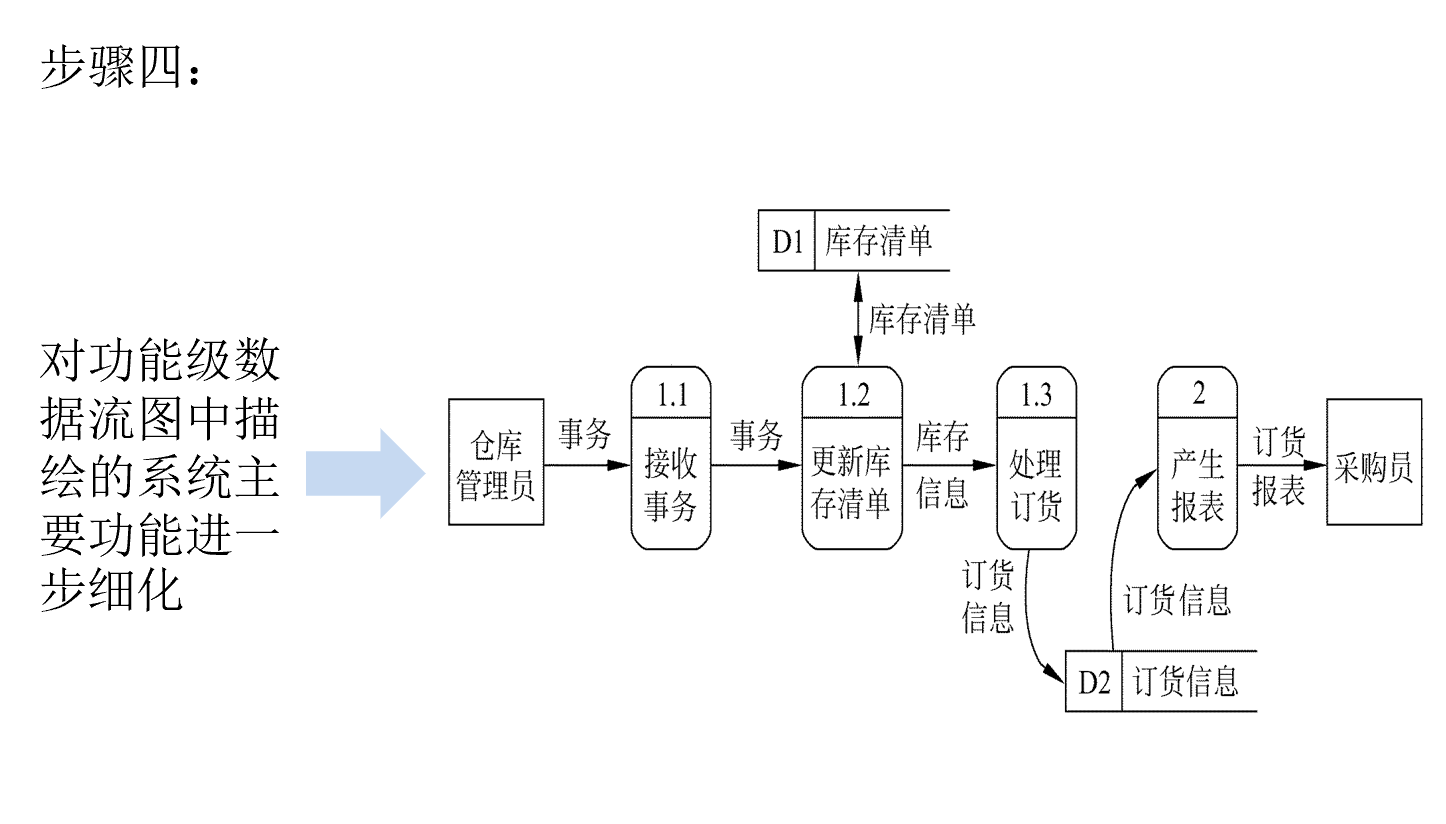 步骤四：
对功能级数
据流图中描
绘的系统主
要功能进一
步细化
D1 库存清单
库存清单
仓库
管理员
事务
1.1
接收
事务
事务
1.2
更新库
存清单
库存
信息
1.3
处理
订货
订货
信息
D2 订货信息
订货信息
2
产生
报表
订货
报表
采购员